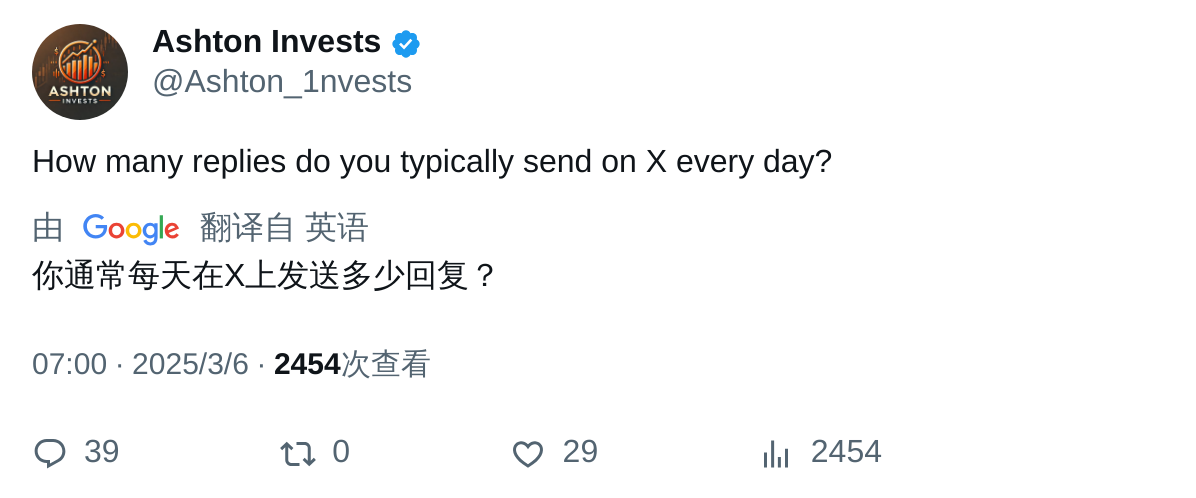 ASHTON
INVESTS
Ashton Invests
@Ashton_1nvests
How many replies do you typically send on X every day?
由 Google 翻译自 英语
你通常每天在X上发送多少回复？
07:00 · 2025/3/6 · 2454次查看
39 0 29 2454